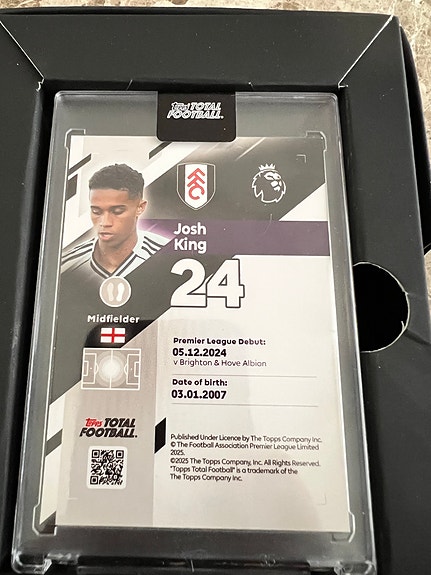 Topps TOTAL
FOOTBALL.
FFC
Josh
King
24
Midfielder
Premier League Debut:
05.12.2024
v Brighton & Hove Albion
Date of birth:
03.01.2007
Topps TOTAL
FOOTBALL.
Published Under Licence by The Topps Company Inc.
© The Football Association Premier League Limited
2025.
©2025 The Topps Company, Inc. All Rights Reserved.
"Topps Total Football" is a trademark of the
The Topps Company Inc.